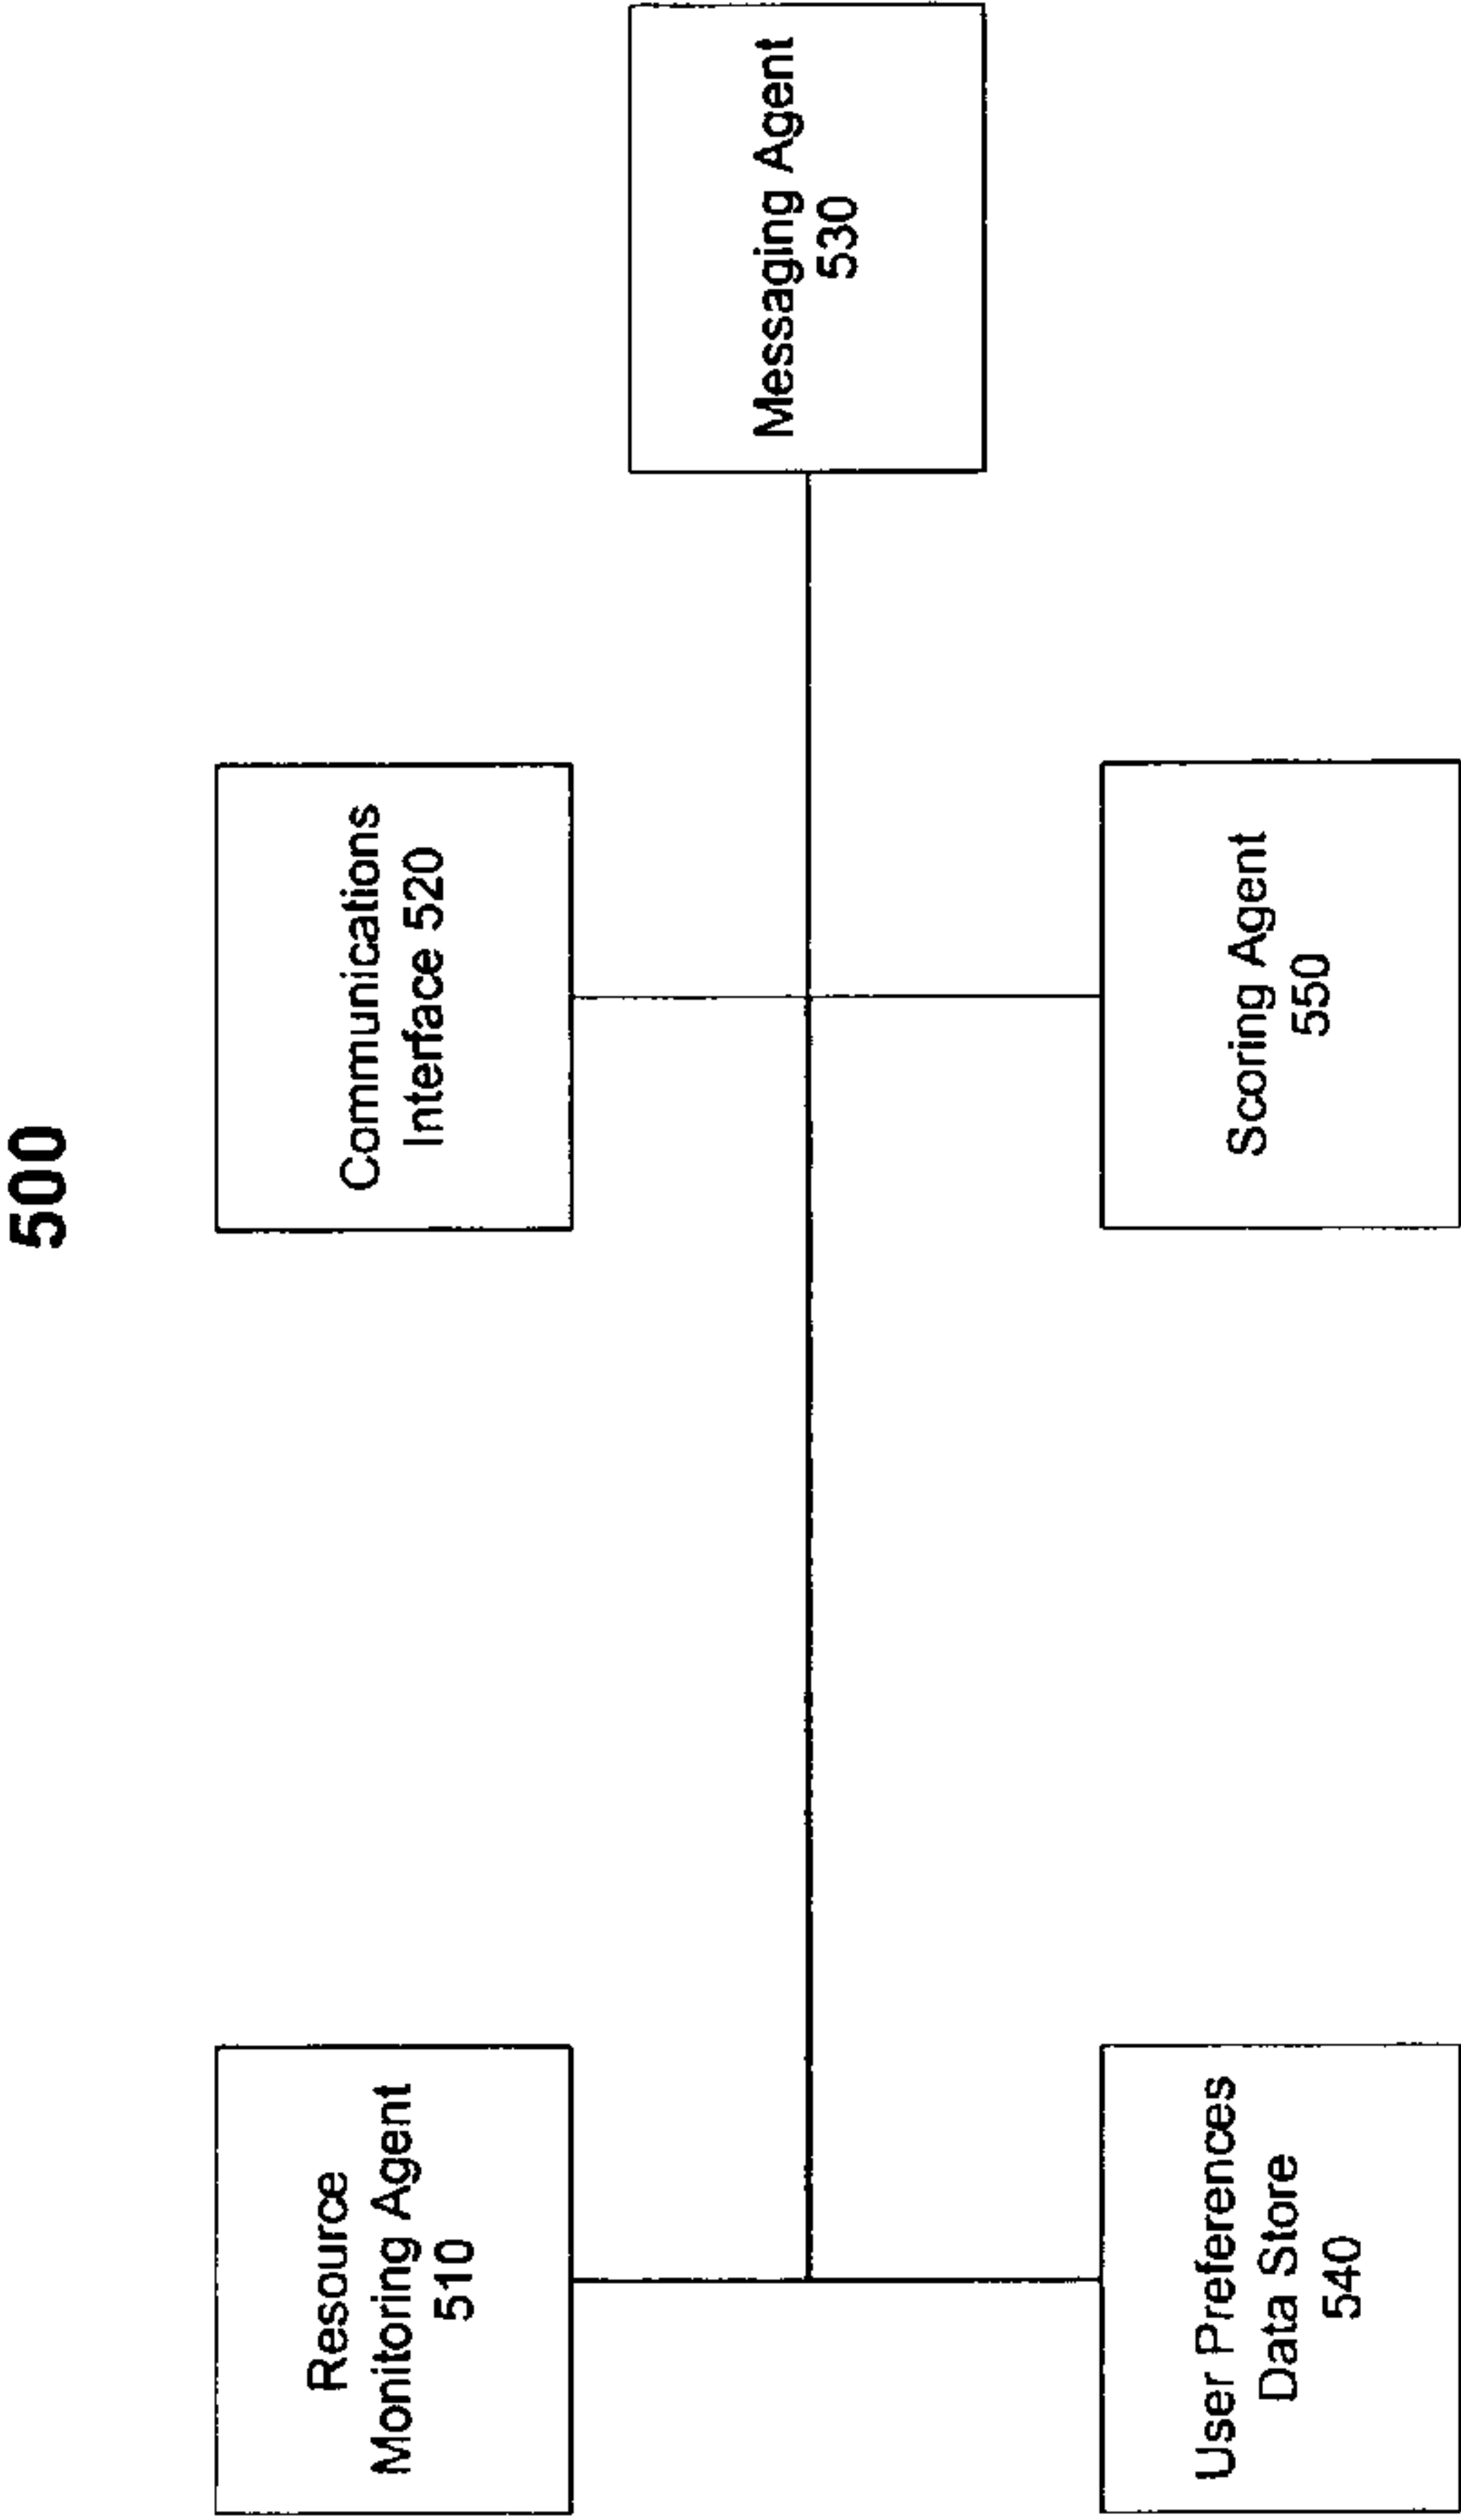 500
Resource
Monitoring Agent
510
Communications
Interface 520
Messaging Agent
530
User Preferences
Data Store
540
Scoring Agent
550